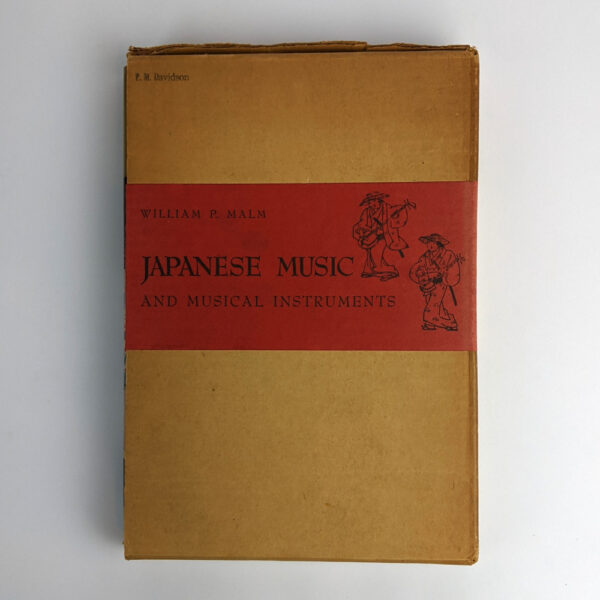 P. M. Davidson
WILLIAM P. MALM
JAPANESE MUSIC
AND MUSICAL INSTRUMENTS